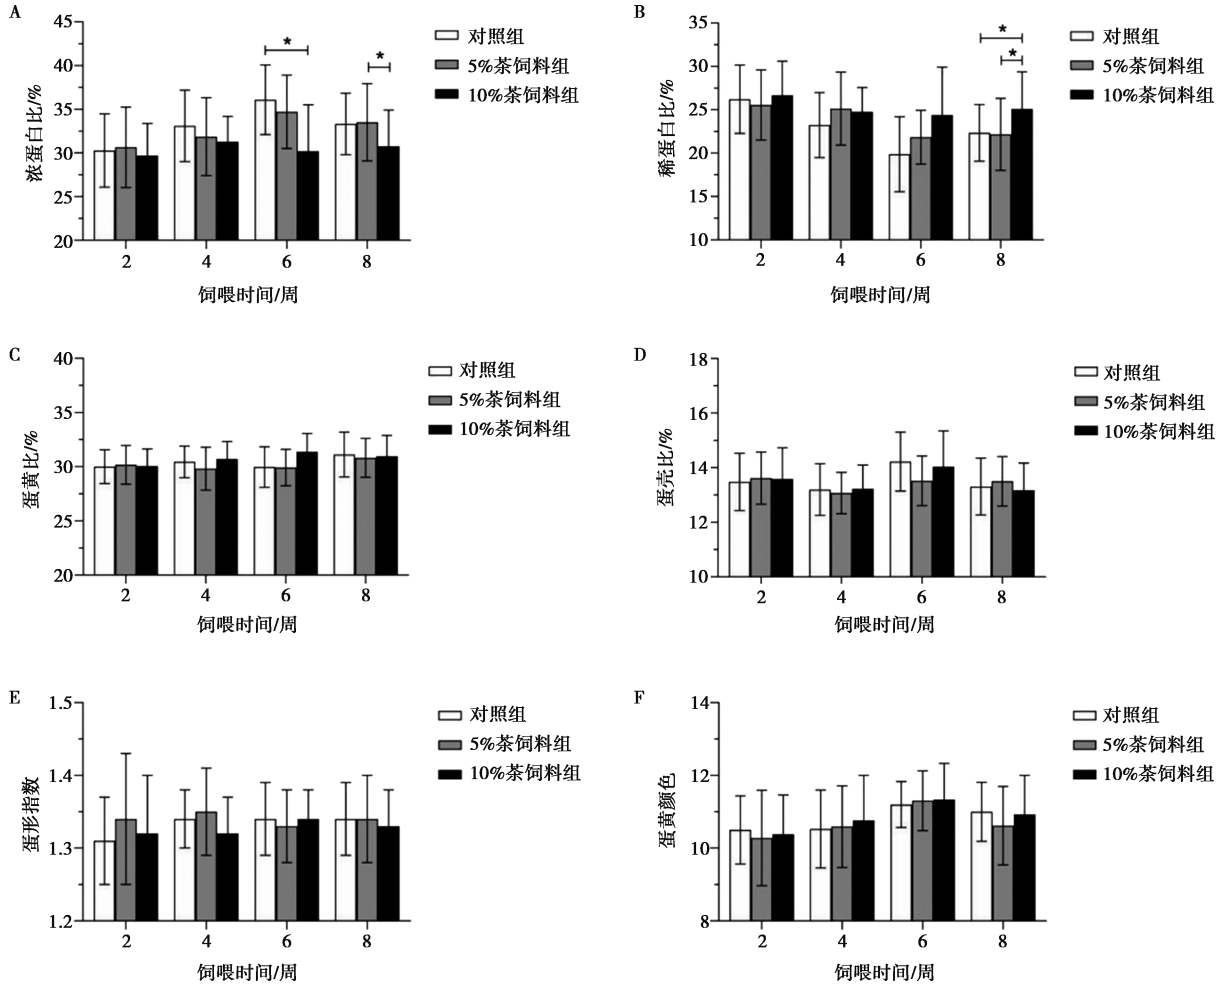 A
浓蛋白比/%
45
40
35
30
25
20
*
*
对照组
5%茶饲料组
10%茶饲料组
2 4 6 8
饲喂时间/周
B
稀蛋白比/%
35
30
25
20
15
10
*
*
对照组
5%茶饲料组
10%茶饲料组
2 4 6 8
饲喂时间/周
C
蛋黄比/%
40
35
30
25
20
对照组
5%茶饲料组
10%茶饲料组
2 4 6 8
饲喂时间/周
D
蛋壳比/%
18
16
14
12
10
对照组
5%茶饲料组
10%茶饲料组
2 4 6 8
饲喂时间/周
E
蛋形指数
1.5
1.4
1.3
1.2
对照组
5%茶饲料组
10%茶饲料组
2 4 6 8
饲喂时间/周
F
蛋黄颜色
14
12
10
8
对照组
5%茶饲料组
10%茶饲料组
2 4 6 8
饲喂时间/周